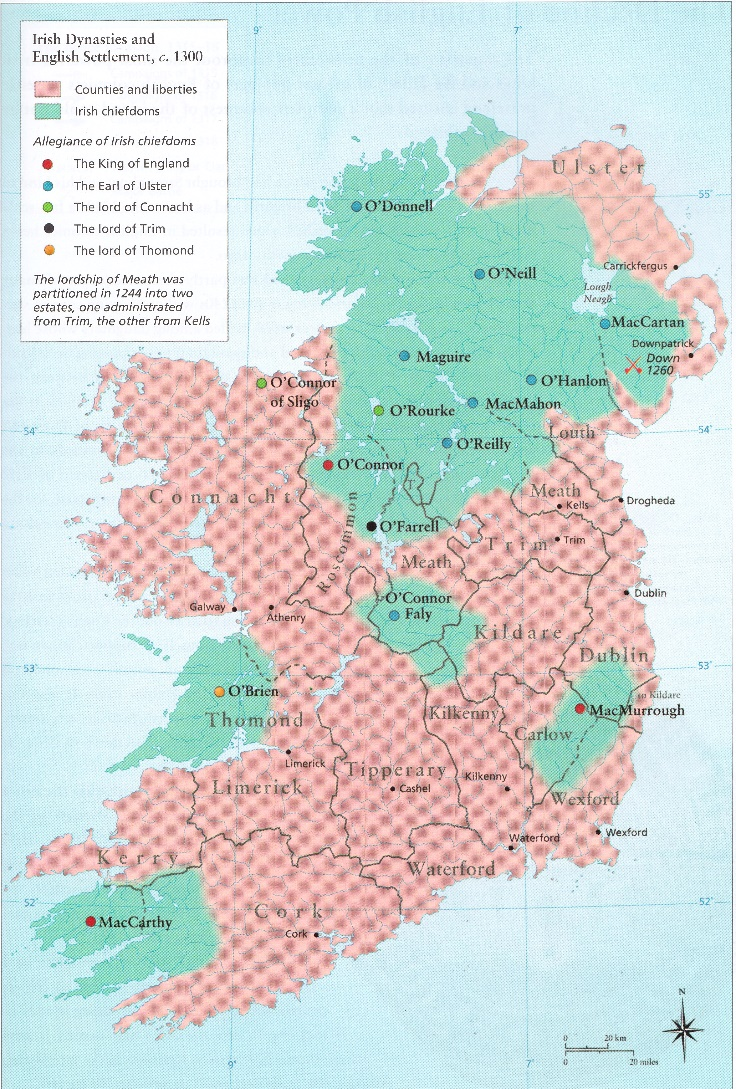 Irish Dynasties and
English Settlement, c. 1300
Counties and liberties
Irish chiefdoms
Allegiance of Irish chiefdoms
The King of England
The Earl of Ulster
The lord of Connacht
The lord of Trim
The lord of Thomond
The lordship of Meath was
partitioned in 1244 into two
estates, one administrated
from Trim, the other from Kells
9°
7°
Ulster
55°
55°
O'Donnell
O'Neill
Carrickfergus
Lough
Neagh
MacCartan
Downpatrick
Down
1260
Maguire
O'Hanlon
O'Connor
of Sligo
O'Rourke
MacMahon
54°
54°
O'Reilly
Louth
O'Connor
T.
Connacht
Meath
Kells
Drogheda
Roscommon
O'Farrell
Trim
Trim
Meath
Dublin
O'Connor
Faly
Galway
Athenry
Kildare
53°
53°
Dublin
to Kildare
O'Brien
MacMurrough
Thomond
Kilkenny
Carlow
Limerick
Tipperary
Limerick
Kilkenny
Cashel
Wexford
Wexford
Waterford
Kerry
Waterford
52°
52°
MacCarthy
Cork
Cork
N
0
20 km
0
20 miles
9°
7°